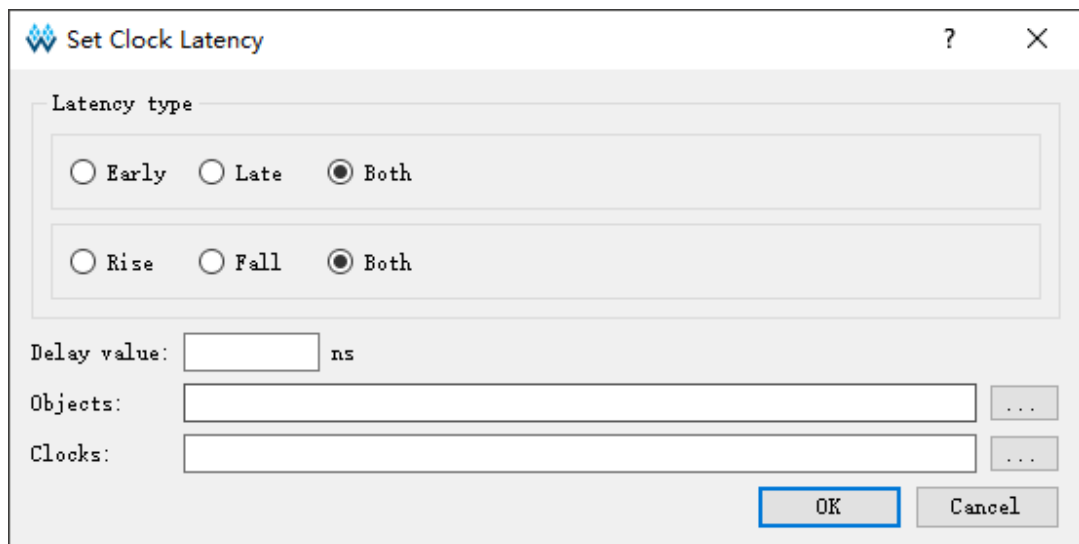 Set Clock Latency ?
Latency type
Early Late Both
Rise Fall Both
Delay value: ns
Objects: ...
Clocks: ...
OK Cancel